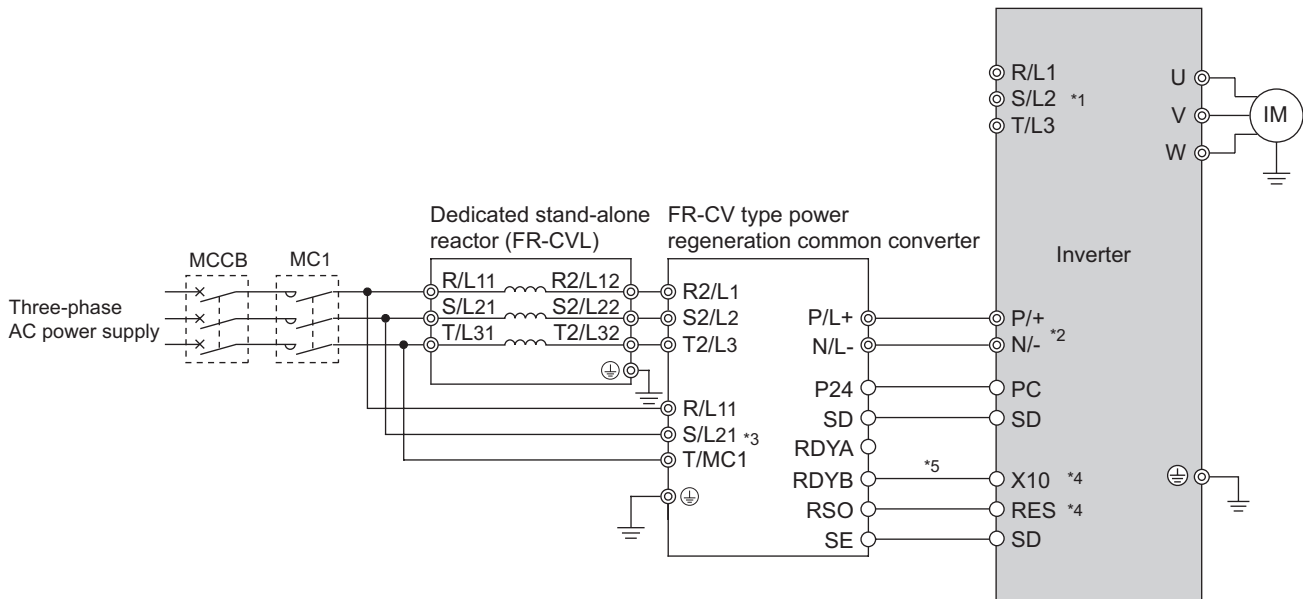 R/L1
S/L2 *1
T/L3
U
V
W
IM
Dedicated stand-alone
reactor (FR-CVL)
FR-CV type power
regeneration common converter
Inverter
MCCB
MC1
Three-phase
AC power supply
R/L11
R2/L12
S/L21
S2/L22
T/L31
T2/L32
R2/L1
S2/L2
T2/L3
R/L11
S/L21 *3
T/MC1
P/L+
N/L-
P24
SD
RDYA
RDYB
RSO
SE
*5
P/+
N/-
*2
PC
SD
X10 *4
RES *4
SD